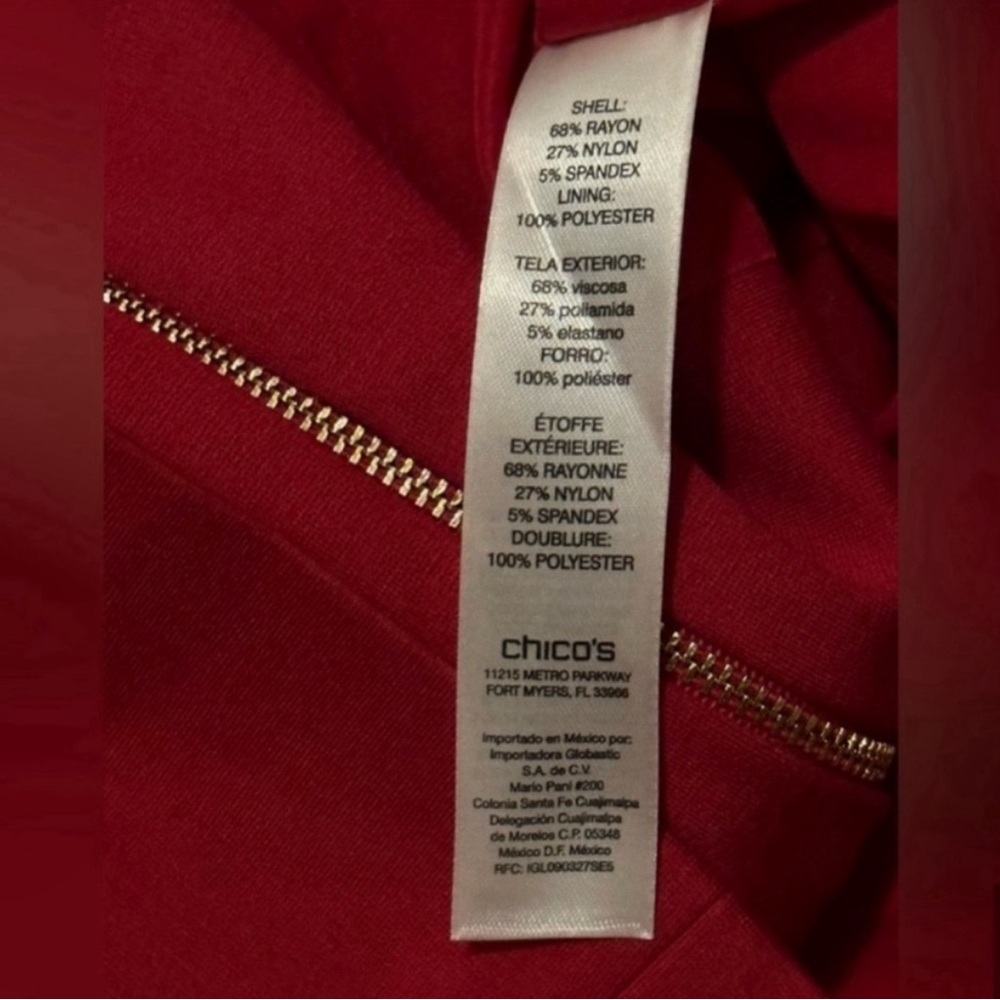 SHELL:
68% RAYON
27% NYLON
5% SPANDEX
LINING:
100% POLYESTER
TELA EXTERIOR:
68% viscosa
27% poliamida
5% elastano
FORRO:
100% poliéster
ÉTOFFE
EXTÉRIEURE:
68% RAYONNE
27% NYLON
5% SPANDEX
DOUBLURE:
100% POLYESTER
chico's
11215 METRO PARKWAY
FORT MYERS, FL 33966
Importado en México por:
Importadora Globastic
S.A. de C.V.
Mario Pani #200
Colonia Santa Fe Cuajimalpa
Delegación Cuajimalpa
de Morelos C.P. 05348
México D.F. México
RFC: IGL090327SE5